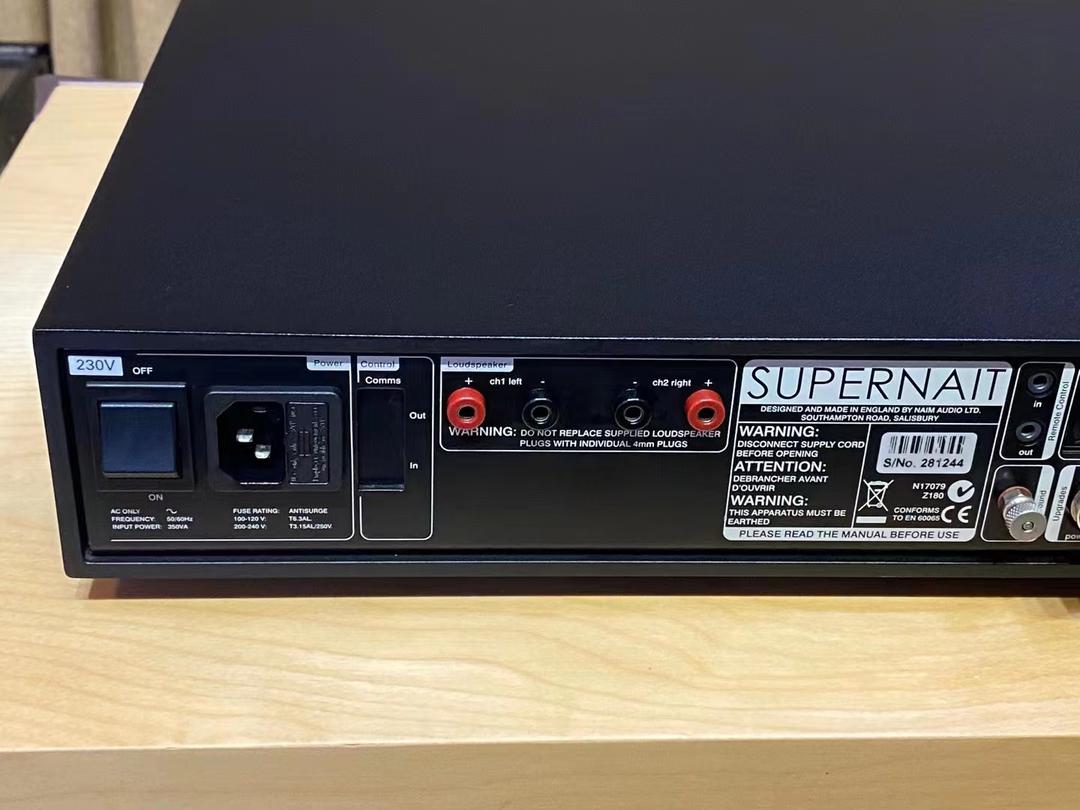 230V
OFF
Power
ON
AC ONLY
FREQUENCY: 50/60Hz
INPUT POWER: 350VA
FUSE RATING: ANTISURGE
100-120 V: T6.3AL
200-240 V: T3.15AL/250V
Control
Comms
Out
In
Loudspeaker
+ ch1 left -
- ch2 right +
WARNING: DO NOT REPLACE SUPPLIED LOUDSPEAKER
PLUGS WITH INDIVIDUAL 4mm PLUGS
SUPERNAIT
DESIGNED AND MADE IN ENGLAND BY NAIM AUDIO LTD.
SOUTHAMPTON ROAD, SALISBURY
WARNING:
DISCONNECT SUPPLY CORD
BEFORE OPENING
ATTENTION:
DEBRANCHER AVANT
D'OUVRIR
WARNING:
THIS APPARATUS MUST BE
EARTHED
S/No. 281244
N17079
Z180
CONFORMS
TO EN 60065
CE
PLEASE READ THE MANUAL BEFORE USE
in
out
Remote Control
Upgrades